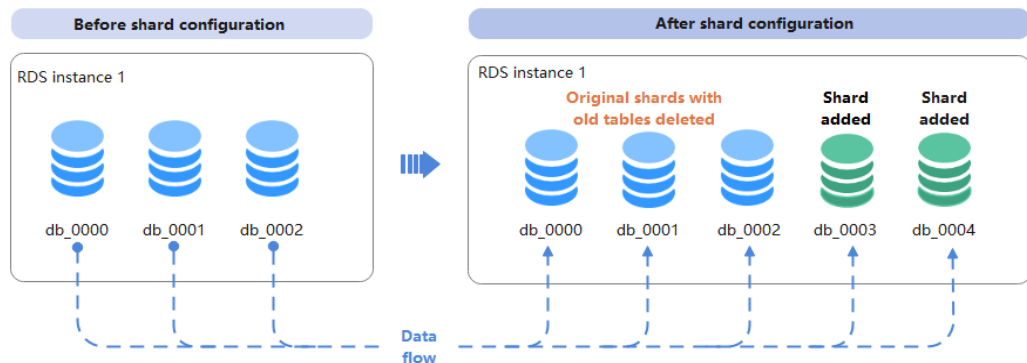 Before shard configuration
After shard configuration
RDS instance 1
RDS instance 1
Original shards with
old tables deleted
Shard
added
Shard
added
db_0000
db_0001
db_0002
db_0000
db_0001
db_0002
db_0003
db_0004
Data
flow